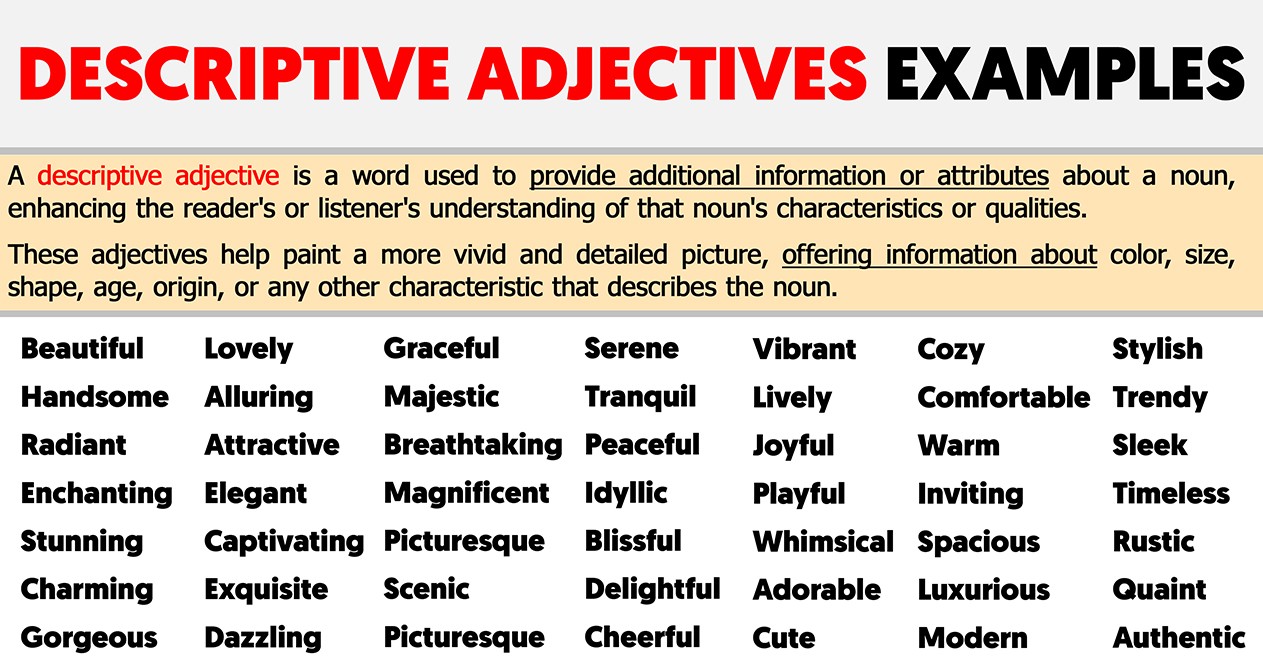 DESCRIPTIVE ADJECTIVES EXAMPLES
A descriptive adjective is a word used to provide additional information or attributes about a noun,
enhancing the reader's or listener's understanding of that noun's characteristics or qualities.
These adjectives help paint a more vivid and detailed picture, offering information about color, size,
shape, age, origin, or any other characteristic that describes the noun.
Beautiful Lovely Graceful Serene Vibrant Cozy Stylish
Handsome Alluring Majestic Tranquil Lively Comfortable Trendy
Radiant Attractive Breathtaking Peaceful Joyful Warm Sleek
Enchanting Elegant Magnificent Idyllic Playful Inviting Timeless
Stunning Captivating Picturesque Blissful Whimsical Spacious Rustic
Charming Exquisite Scenic Delightful Adorable Luxurious Quaint
Gorgeous Dazzling Picturesque Cheerful Cute Modern Authentic